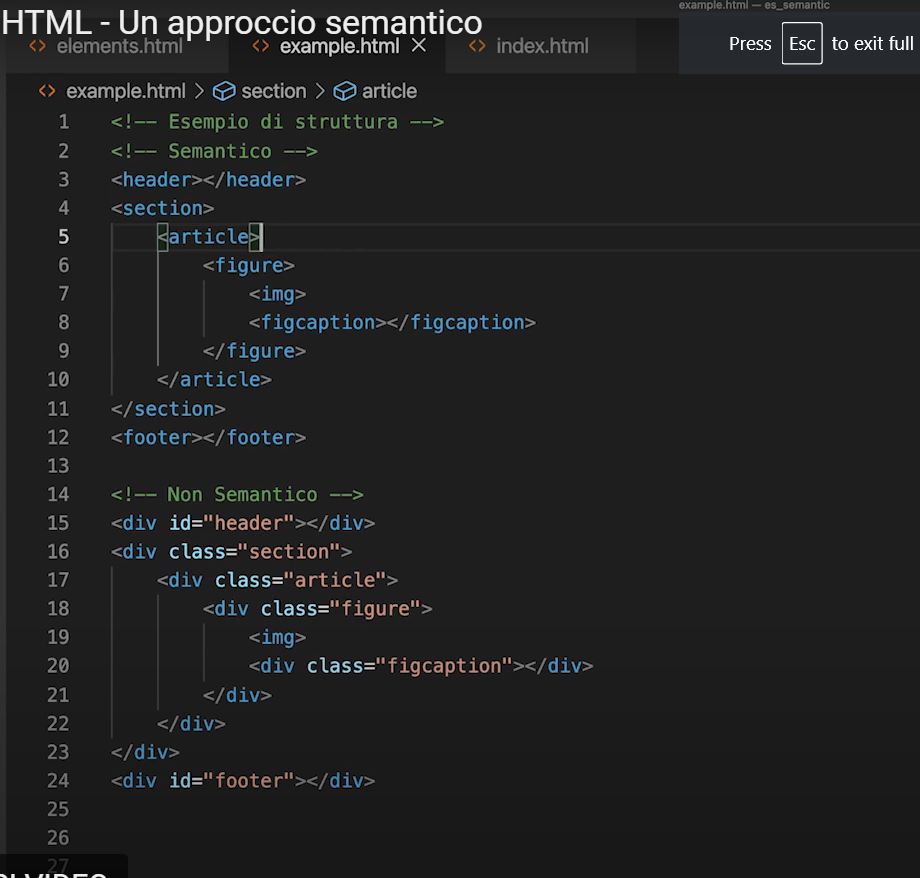 HTML - Un approccio semantico
example.html — es_semantic
elements.html example.html index.html
Press Esc to exit full
example.html > section > article
1 <!-- Esempio di struttura -->
2 <!-- Semantico -->
3 <header></header>
4 <section>
5 <article>
6 <figure>
7 <img>
8 <figcaption></figcaption>
9 </figure>
10 </article>
11 </section>
12 <footer></footer>
13
14 <!-- Non Semantico -->
15 <div id="header"></div>
16 <div class="section">
17 <div class="article">
18 <div class="figure">
19 <img>
20 <div class="figcaption"></div>
21 </div>
22 </div>
23 </div>
24 <div id="footer"></div>
25
26
27